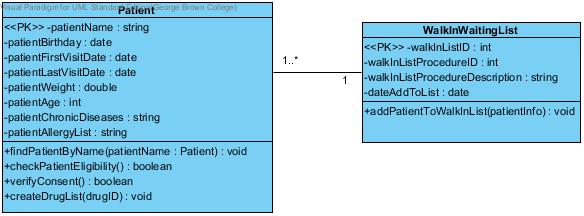 Visual Paradigm for UML Standard Edition(George Brown College)
Patient
<<PK>> -patientName : string
-patientBirthday : date
-patientFirstVisitDate : date
-patientLastVisitDate : date
-patientWeight : double
-patientAge : int
-patientChronicDiseases : string
-patientAllergyList : string
+findPatientByName(patientName : Patient) : void
+checkPatientEligibility() : boolean
+verifyConsent() : boolean
+createDrugList(drugID) : void
1..*
1
WalkInWaitingList
<<PK>> -walkInListID : int
-walkInListProcedureID : int
-walkInListProcedureDescription : string
-dateAddToList : date
+addPatientToWalkInList(patientInfo) : void